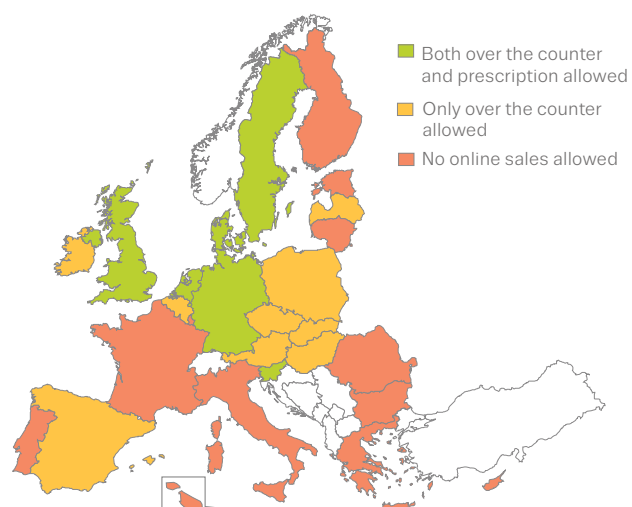 Both over the counter
and prescription allowed
Only over the counter
allowed
No online sales allowed